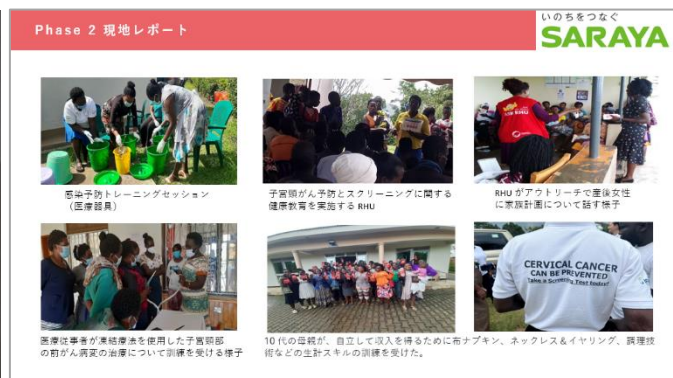 Phase 2 現地レポート
いのちをつなぐ
SARAYA
感染予防トレーニングセッション
（医療器具）
子宮頸がん予防とスクリーニングに関する
健康教育を実施する RHU
RHU がアウトリーチで産後女性
に家族計画について話す様子
CERVICAL CANCER
CAN BE PREVENTED
Take a Screening Test today!
医療従事者が凍結療法を使用した子宮頸部
の前がん病変の治療について訓練を受ける様子
10 代の母親が、自立して収入を得るために布ナプキン、ネックレス＆イヤリング、調理技
術などの生計スキルの訓練を受けた。